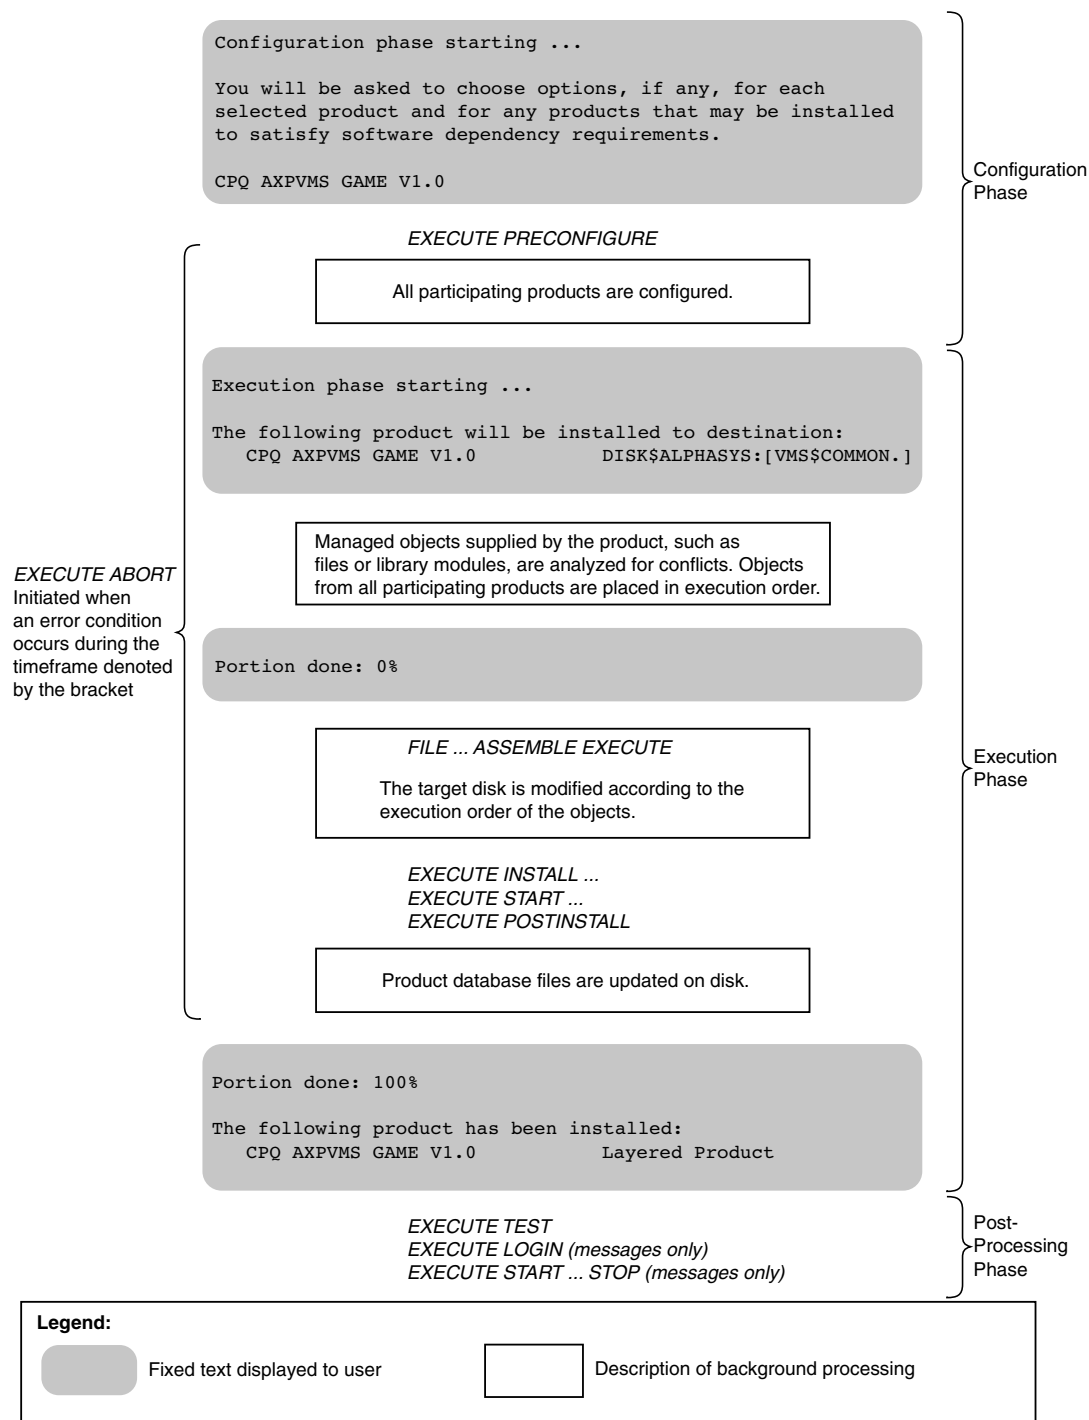 Configuration phase starting ...
You will be asked to choose options, if any, for each
selected product and for any products that may be installed
to satisfy software dependency requirements.
CPQ AXPVMS GAME V1.0
Configuration
Phase
EXECUTE PRECONFIGURE
All participating products are configured.
Execution phase starting ...
The following product will be installed to destination:
CPQ AXPVMS GAME V1.0 DISK$ALPHASYS:[VMS$COMMON.]
Managed objects supplied by the product, such as
files or library modules, are analyzed for conflicts. Objects
from all participating products are placed in execution order.
EXECUTE ABORT
Initiated when
an error condition
occurs during the
timeframe denoted
by the bracket
Portion done: 0%
FILE ... ASSEMBLE EXECUTE
The target disk is modified according to the
execution order of the objects.
Execution
Phase
EXECUTE INSTALL ...
EXECUTE START ...
EXECUTE POSTINSTALL
Product database files are updated on disk.
Portion done: 100%
The following product has been installed:
CPQ AXPVMS GAME V1.0 Layered Product
EXECUTE TEST
EXECUTE LOGIN (messages only)
EXECUTE START ... STOP (messages only)
Post-
Processing
Phase
Legend:
Fixed text displayed to user
Description of background processing